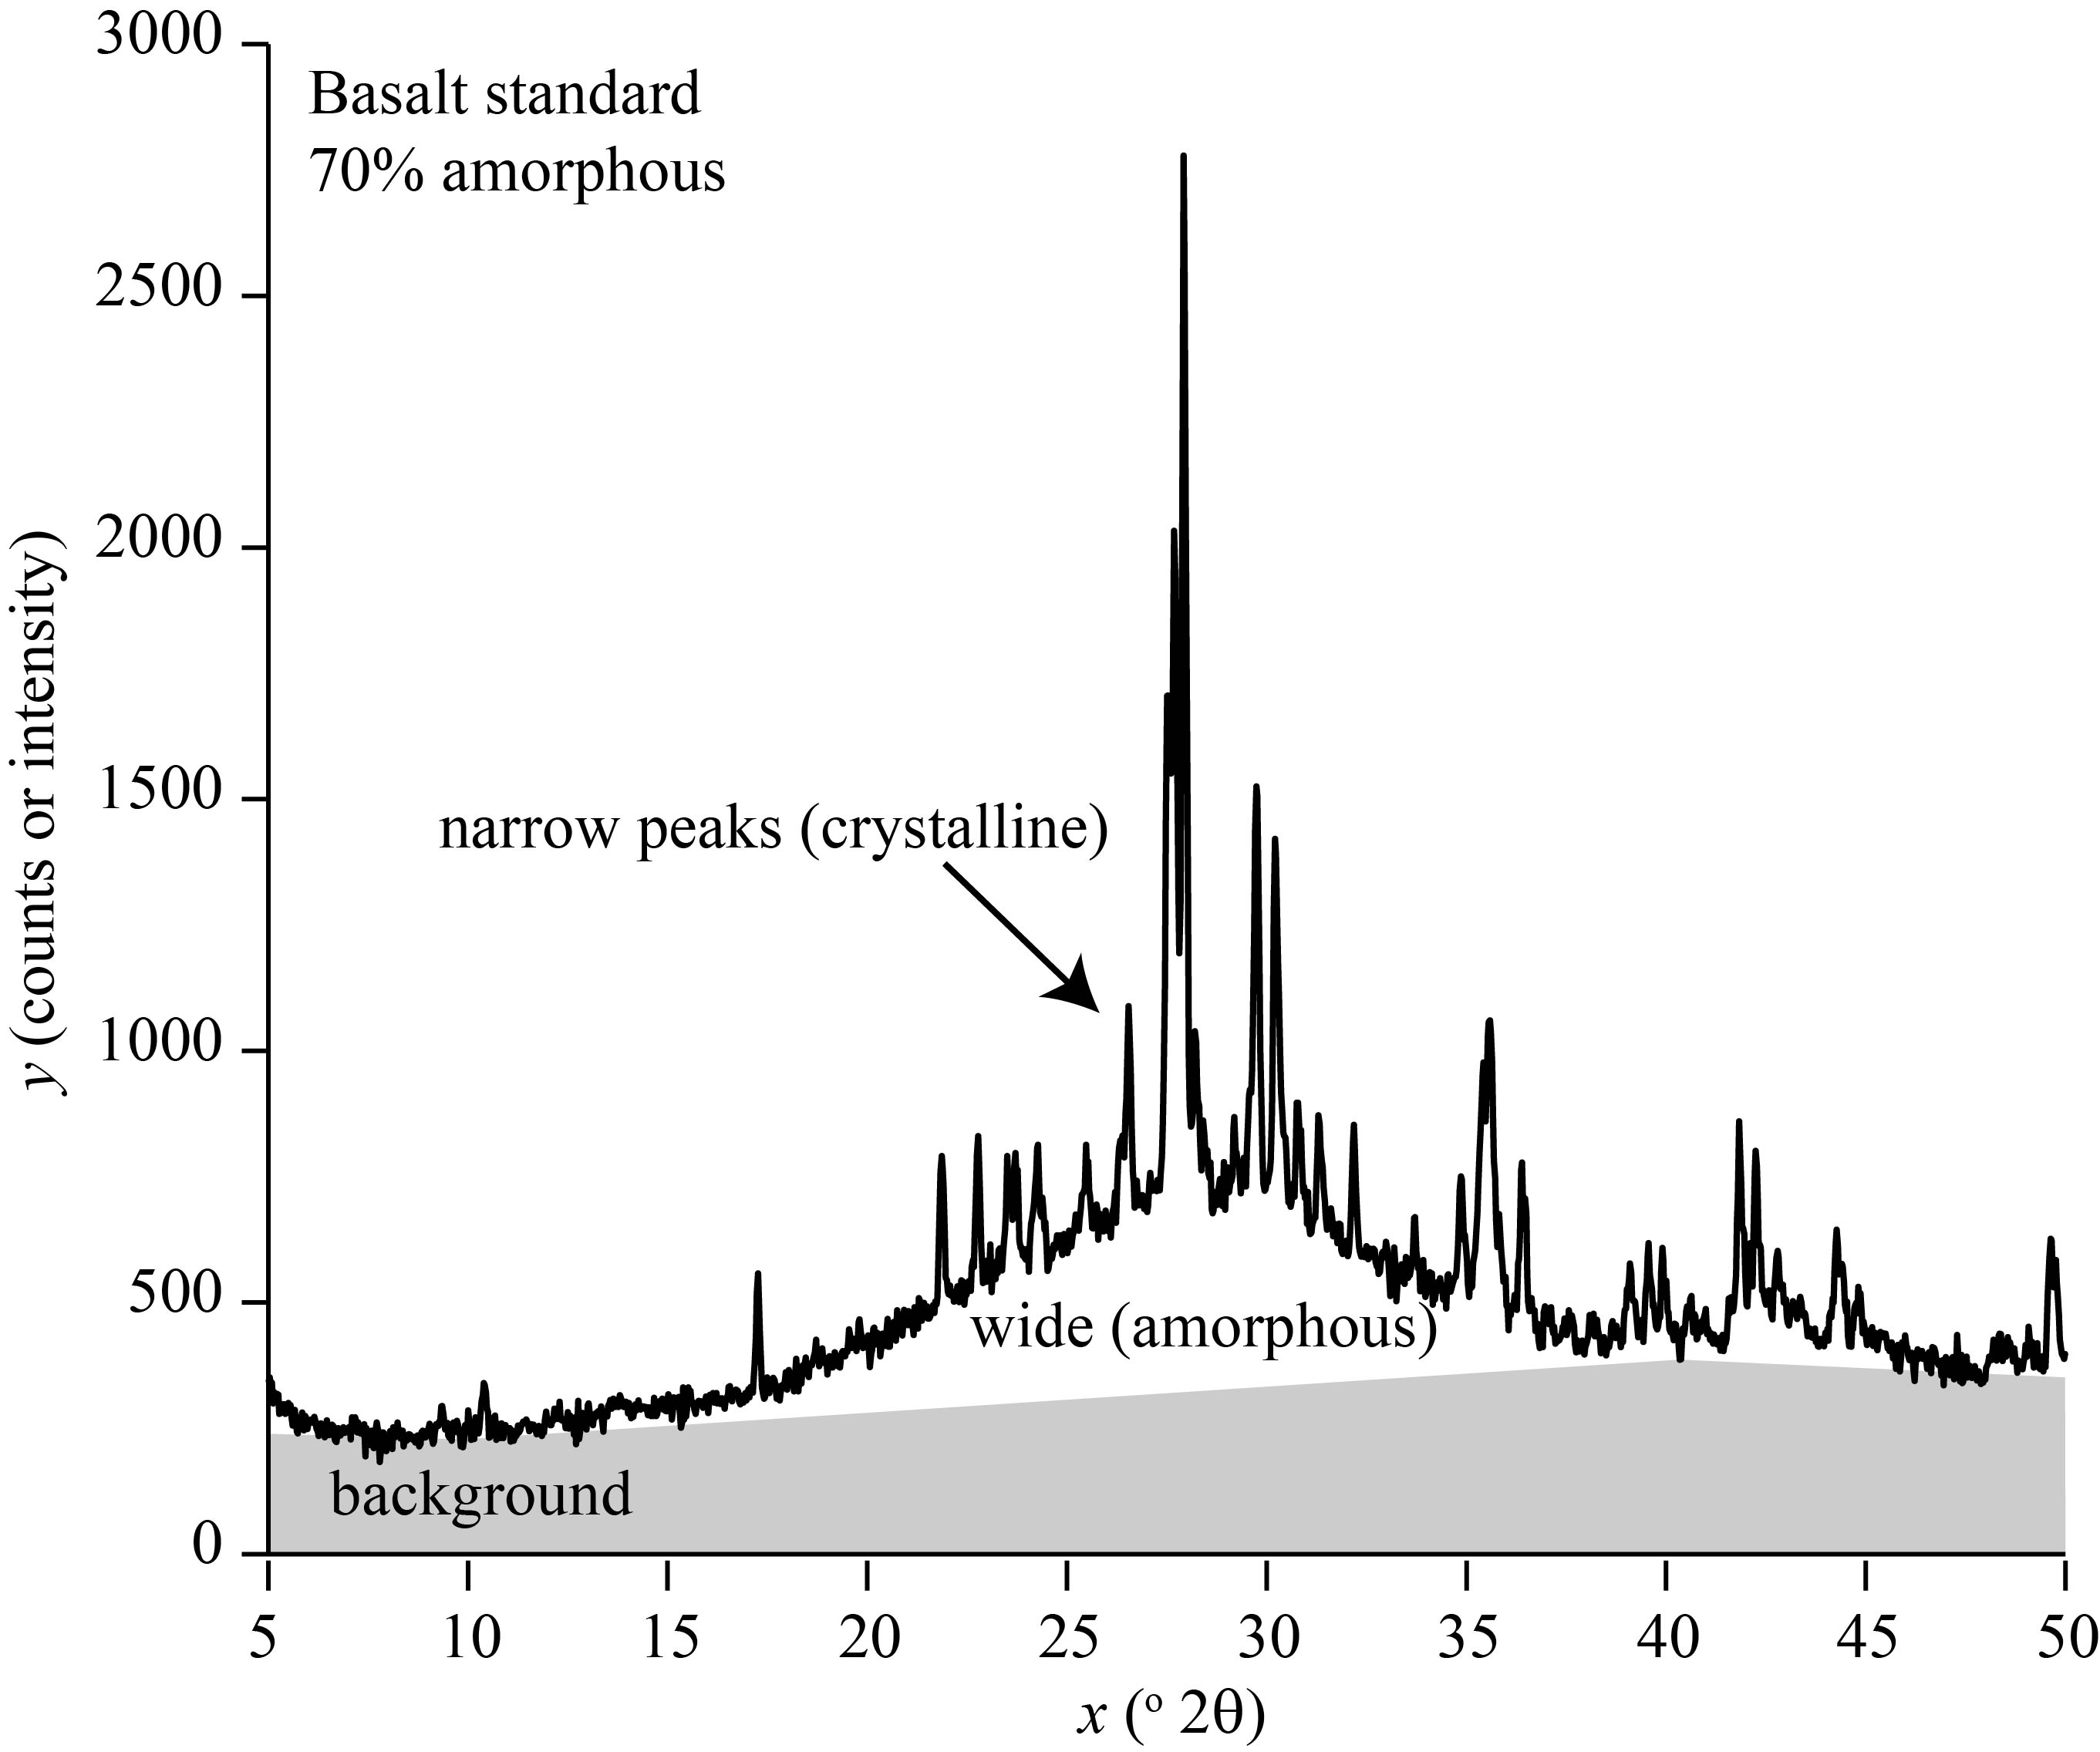 3000
Basalt standard
70% amorphous
2500
2000
1500
narrow peaks (crystalline)
1000
500
wide (amorphous)
background
0
y (counts or intensity)
5 10 15 20 25 30 35 40 45 50
x (º 2θ)